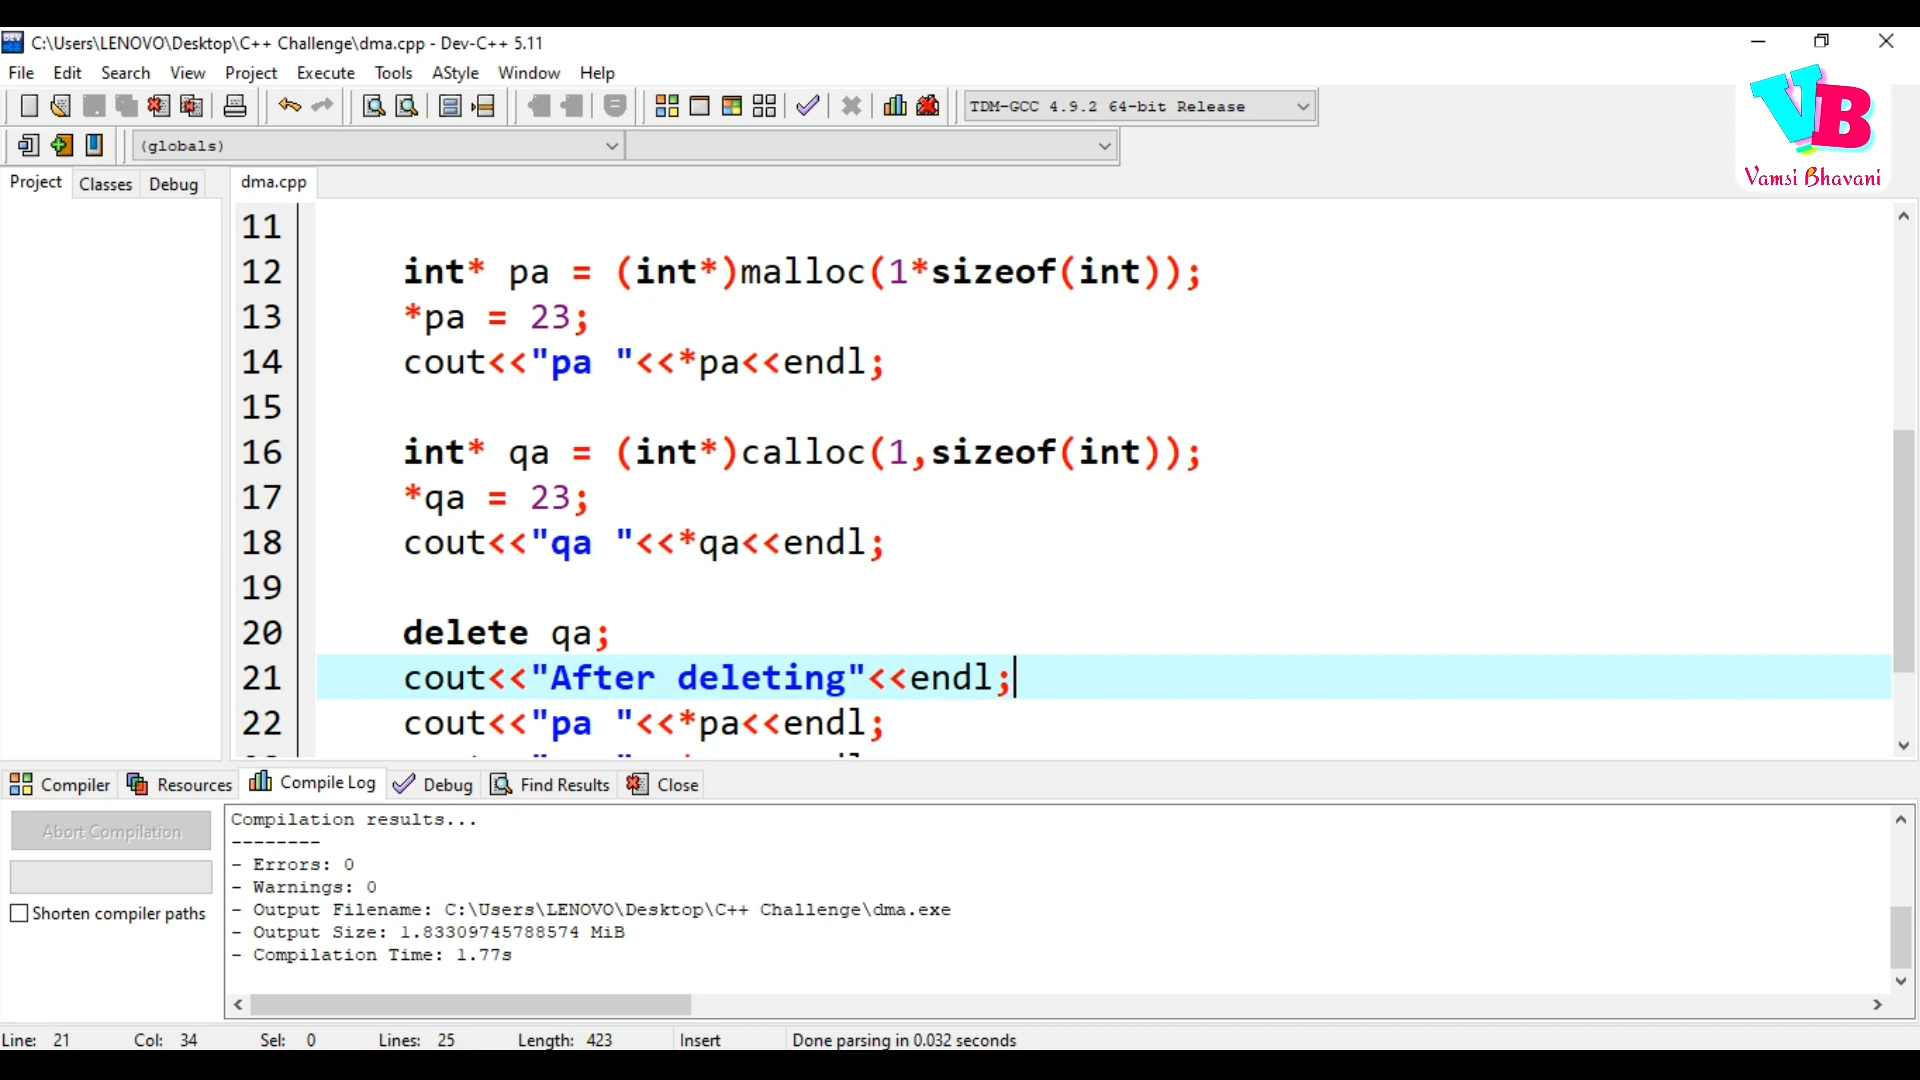 C:\Users\LENOVO\Desktop\C++ Challenge\dma.cpp - Dev-C++ 5.11
File Edit Search View Project Execute Tools AStyle Window Help
TDM-GCC 4.9.2 64-bit Release
(globals)
VB
Vamsi Bhavani
Project Classes Debug
dma.cpp
11
12 int* pa = (int*)malloc(1*sizeof(int));
13 *pa = 23;
14 cout<<"pa "<<*pa<<endl;
15
16 int* qa = (int*)calloc(1,sizeof(int));
17 *qa = 23;
18 cout<<"qa "<<*qa<<endl;
19
20 delete qa;
21 cout<<"After deleting"<<endl;
22 cout<<"pa "<<*pa<<endl;
Compiler Resources Compile Log Debug Find Results Close
Abort Compilation
Shorten compiler paths
Compilation results...
--------
- Errors: 0
- Warnings: 0
- Output Filename: C:\Users\LENOVO\Desktop\C++ Challenge\dma.exe
- Output Size: 1.83309745788574 MiB
- Compilation Time: 1.77s
Line: 21 Col: 34 Sel: 0 Lines: 25 Length: 423 Insert Done parsing in 0.032 seconds